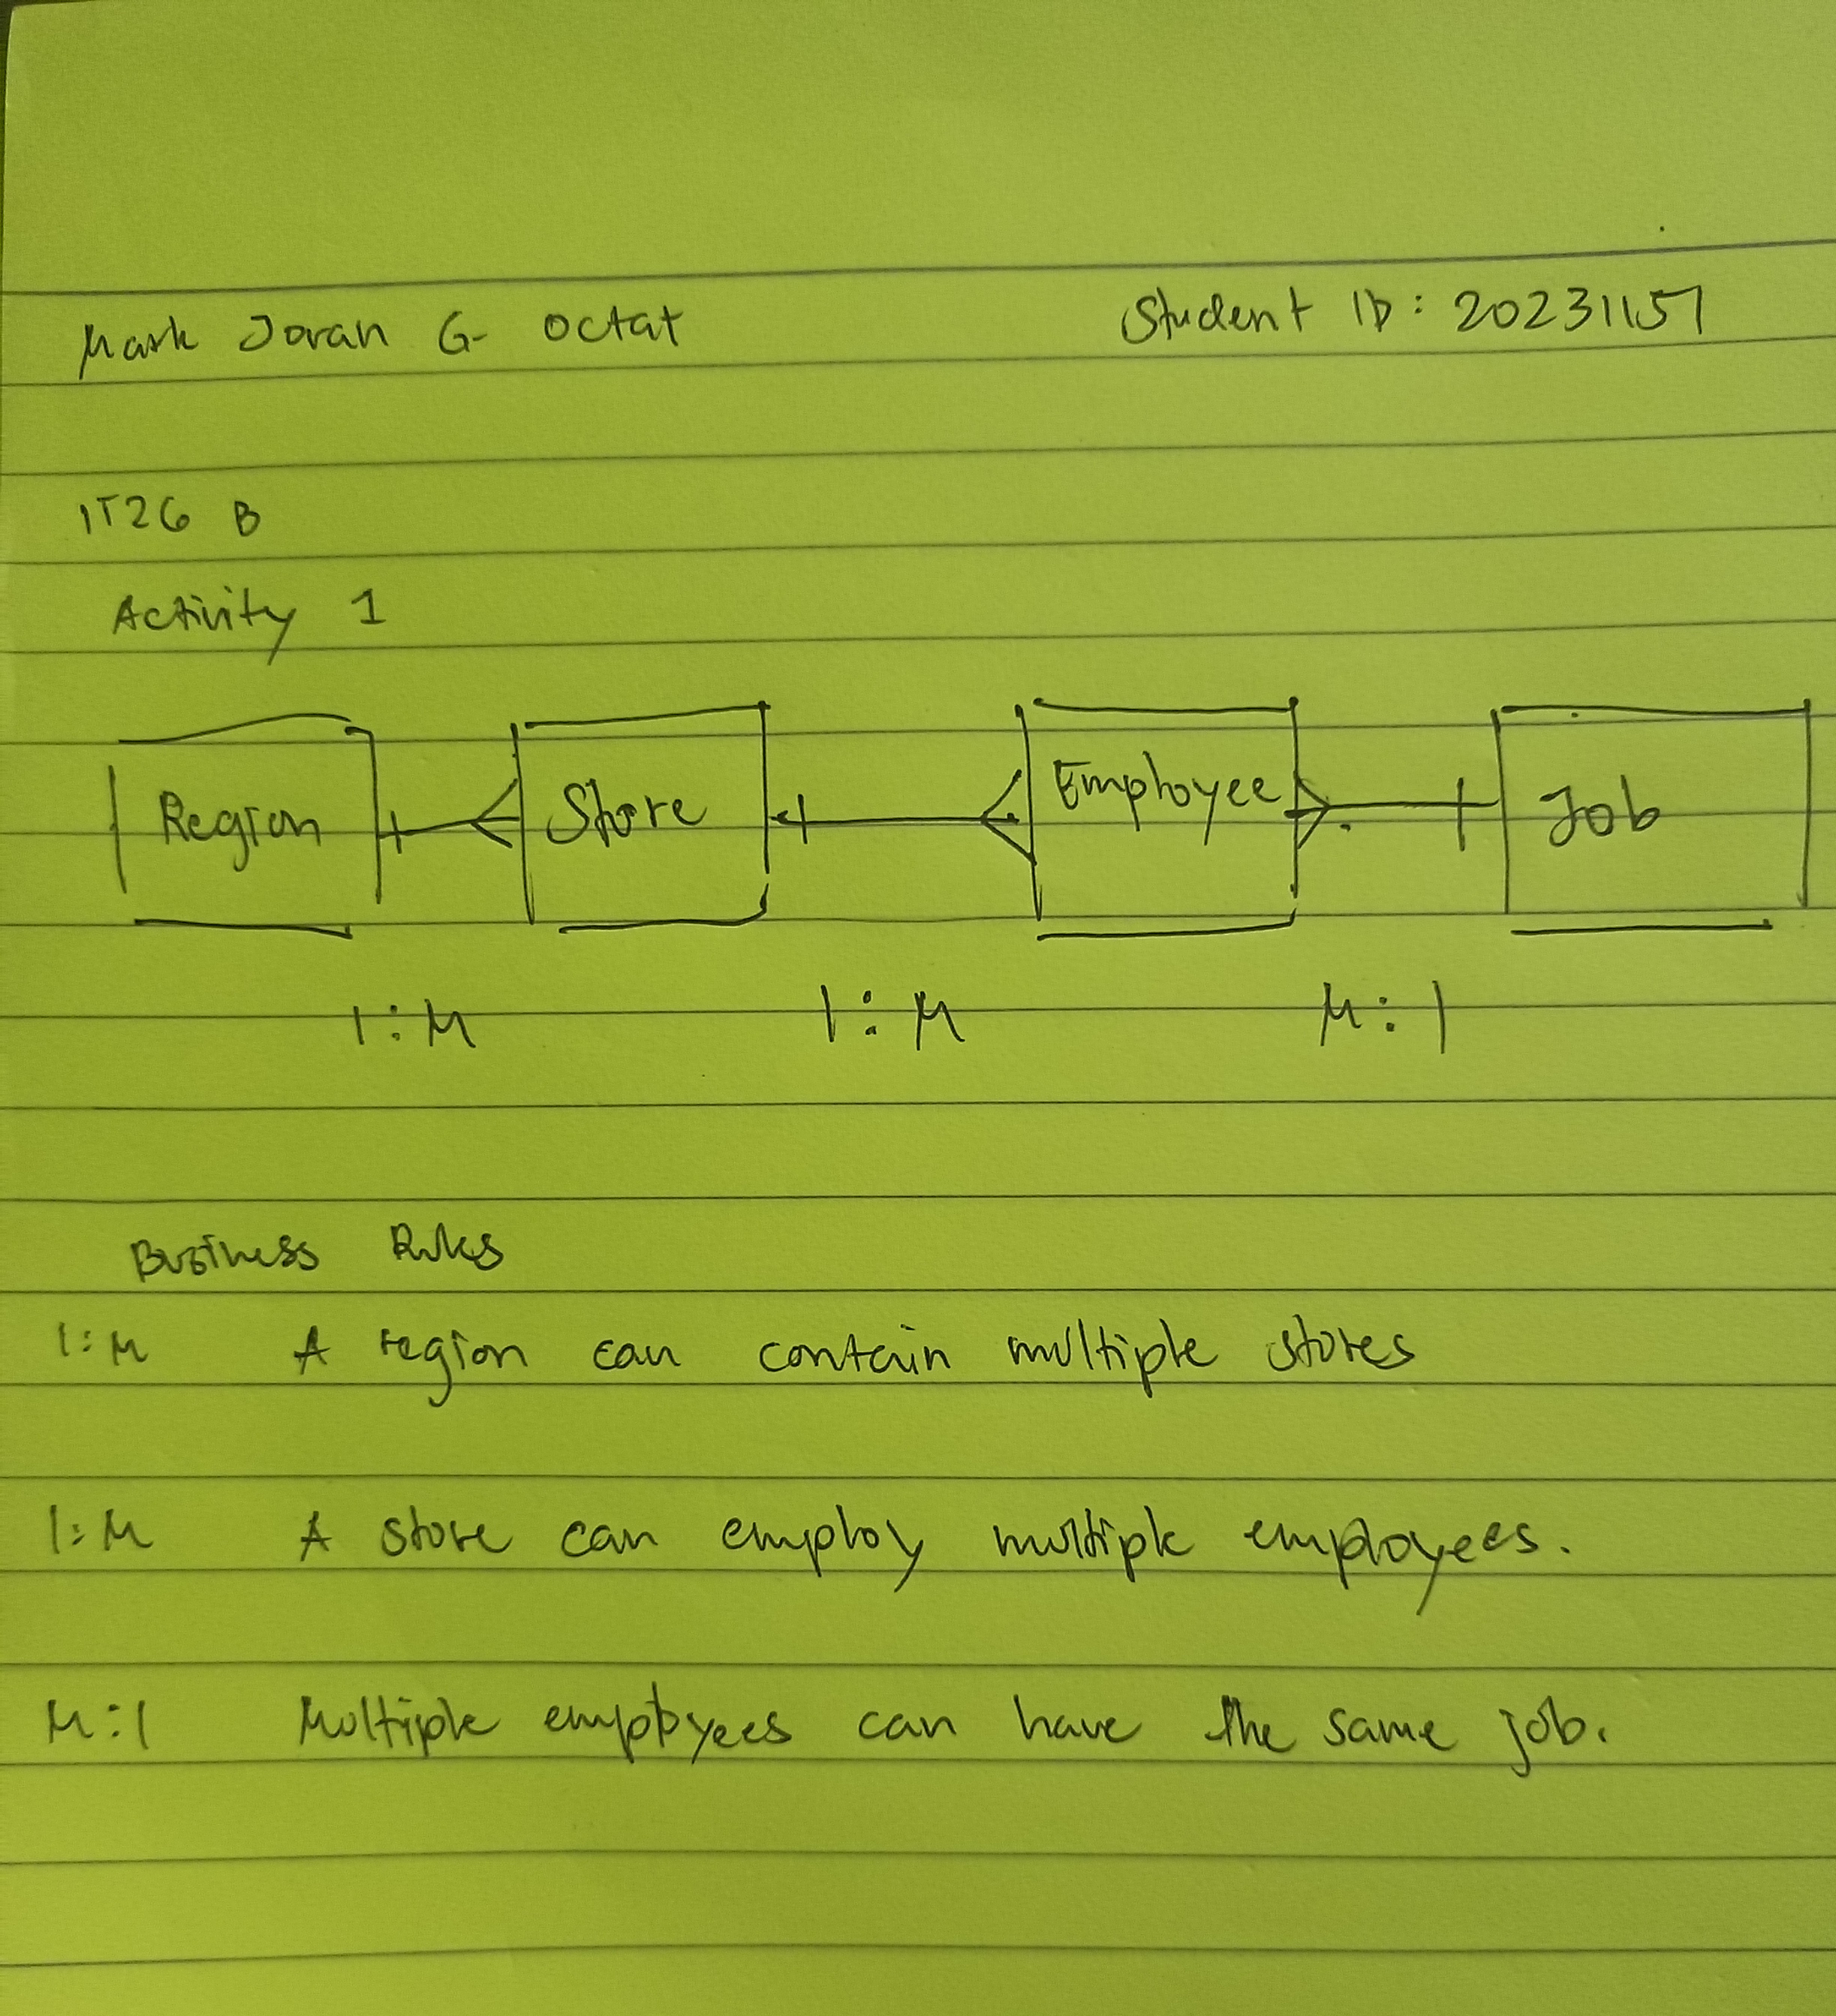 Mark Joran G. Octat Student ID: 20231157
IT26 B
Activity 1
Region Store Employee Job
1:M 1:M M:1
Business Rules
1:M A region can contain multiple stores
1:M A store can employ multiple employees.
M:1 Multiple employees can have the same job.